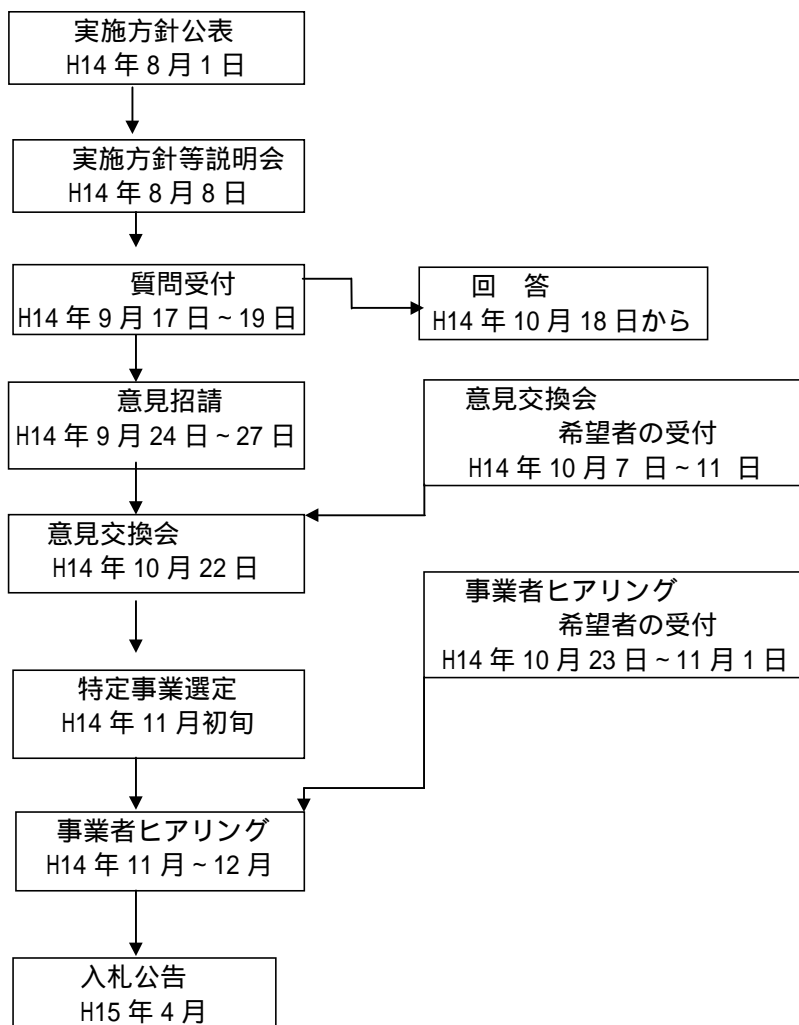 実施方針公表
H14 年 8 月 1 日
実施方針等説明会
H14 年 8 月 8 日
質問受付
H14 年 9 月 17 日 ~ 19 日
回　答
H14 年 10 月 18 日から
意見招請
H14 年 9 月 24 日 ~ 27 日
意見交換会
希望者の受付
H14 年 10 月 7 日 ~ 11 日
意見交換会
H14 年 10 月 22 日
事業者ヒアリング
希望者の受付
H14 年 10 月 23 日 ~ 11 月 1 日
特定事業選定
H14 年 11 月初旬
事業者ヒアリング
H14 年 11 月 ~ 12 月
入札公告
H15 年 4 月